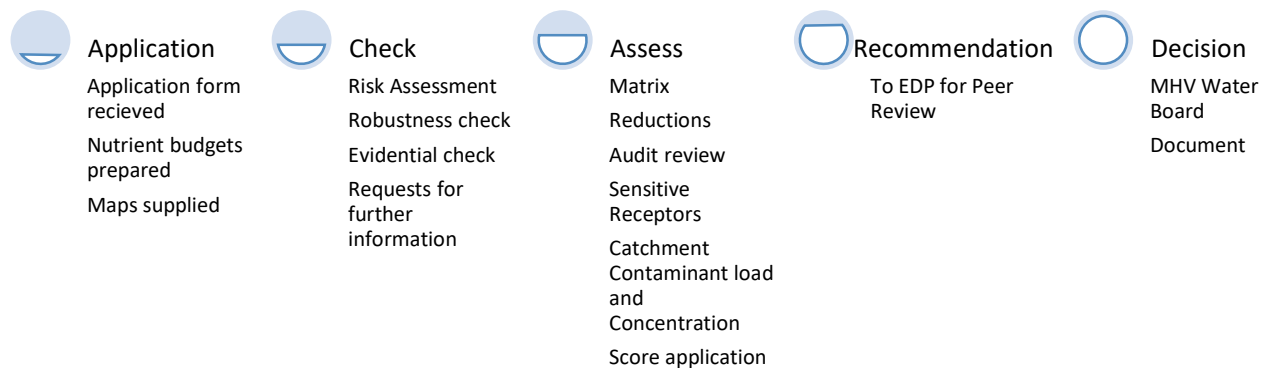 Application
Application form
recieved
Nutrient budgets
prepared
Maps supplied
Check
Risk Assessment
Robustness check
Evidential check
Requests for
further
information
Assess
Matrix
Reductions
Audit review
Sensitive
Receptors
Catchment
Contaminant load
and
Concentration
Score application
Recommendation
To EDP for Peer
Review
Decision
MHV Water
Board
Document